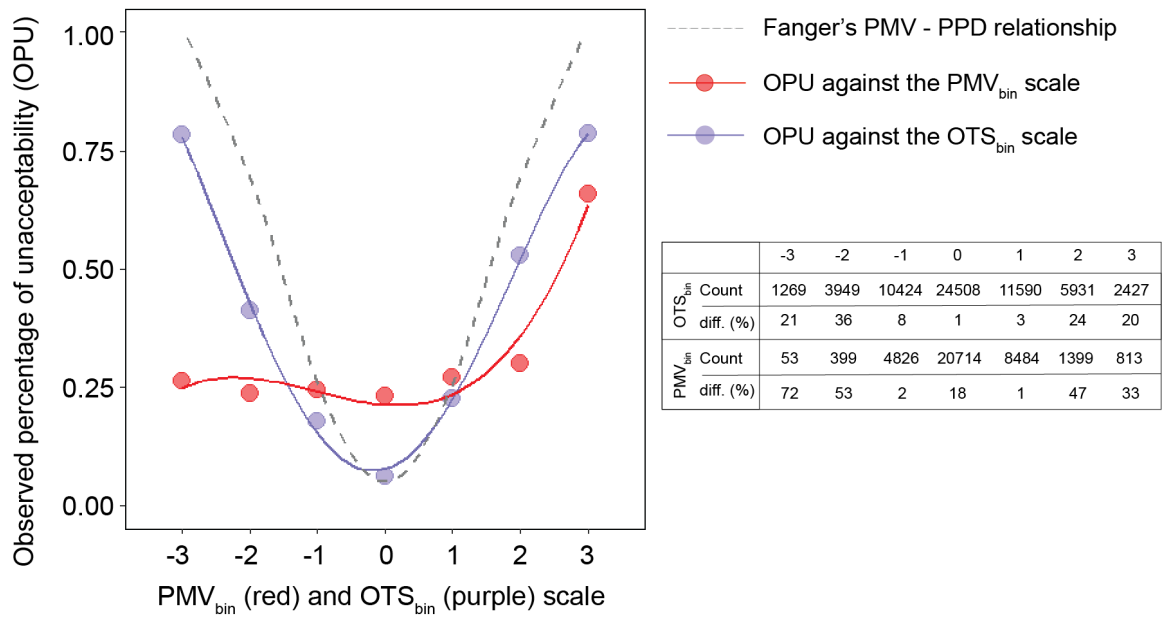 Observed percentage of unacceptability (OPU)
1.00
0.75
0.50
0.25
0.00
-3 -2 -1 0 1 2 3
PMVbin (red) and OTSbin (purple) scale
Fanger’s PMV - PPD relationship
OPU against the PMVbin scale
OPU against the OTSbin scale
-3 -2 -1 0 1 2 3
OTSbin
Count 1269 3949 10424 24508 11590 5931 2427
diff. (%) 21 36 8 1 3 24 20
PMVbin
Count 53 399 4826 20714 8484 1399 813
diff. (%) 72 53 2 18 1 47 33